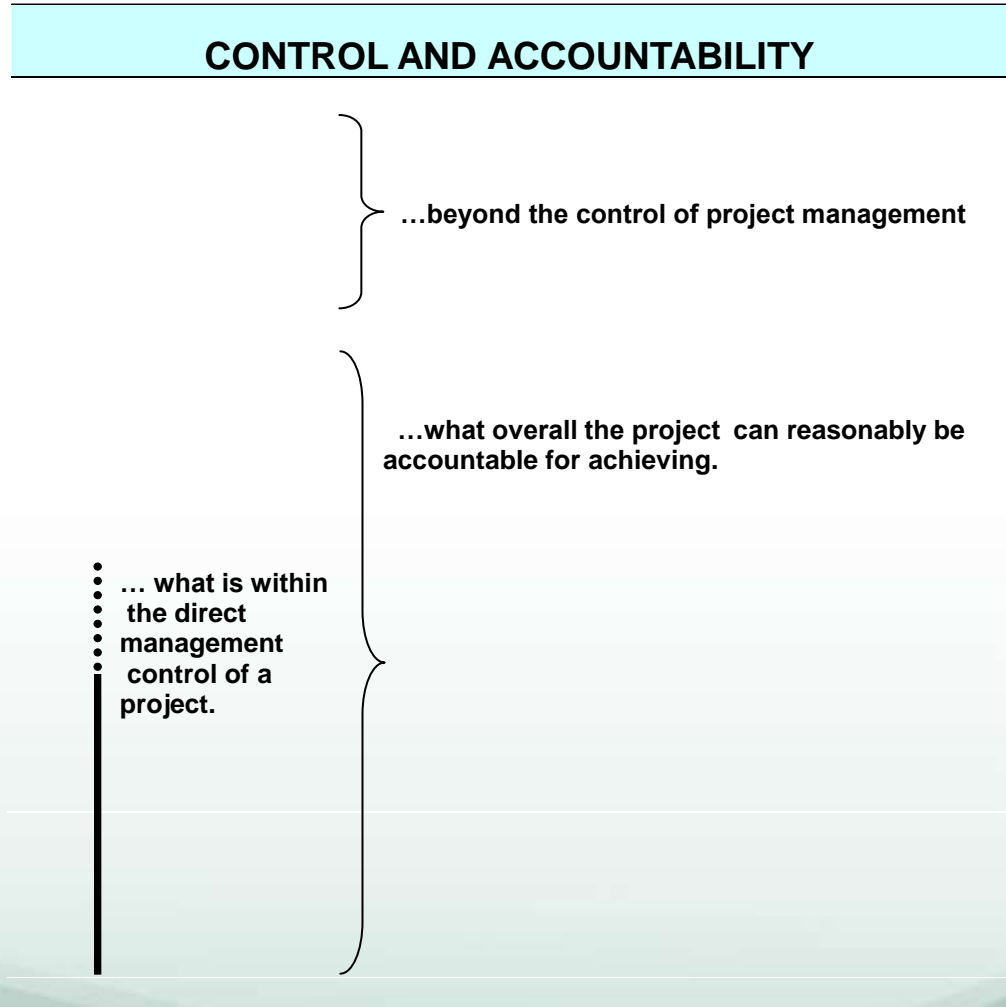 CONTROL AND ACCOUNTABILITY
…beyond the control of project management
…what overall the project  can reasonably be
accountable for achieving.
… what is within
the direct
management
control of a
project.